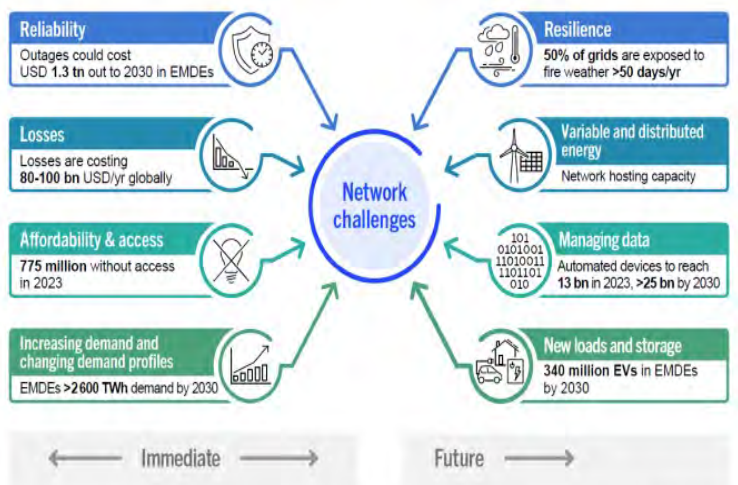 Reliability
Outages could cost
USD 1.3 tn out to 2030 in EMDEs
Losses
Losses are costing
80-100 bn USD/yr globally
Affordability & access
775 million without access
in 2023
Increasing demand and
changing demand profiles
EMDEs >2600 TWh demand by 2030
Network
challenges
Resilience
50% of grids are exposed to
fire weather >50 days/yr
Variable and distributed
energy
Network hosting capacity
101
0101001
11010011
1101101
010
Managing data
Automated devices to reach
13 bn in 2023, >25 bn by 2030
New loads and storage
340 million EVs in EMDEs
by 2030
Immediate
Future